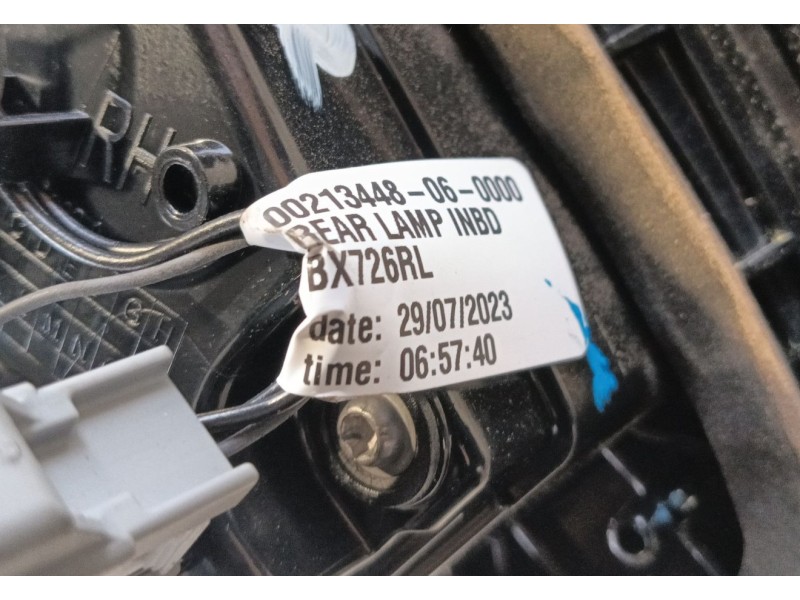 RH
00213448-06-0000
REAR LAMP INBD
BX726RL
date: 29/07/2023
time: 06:57:40